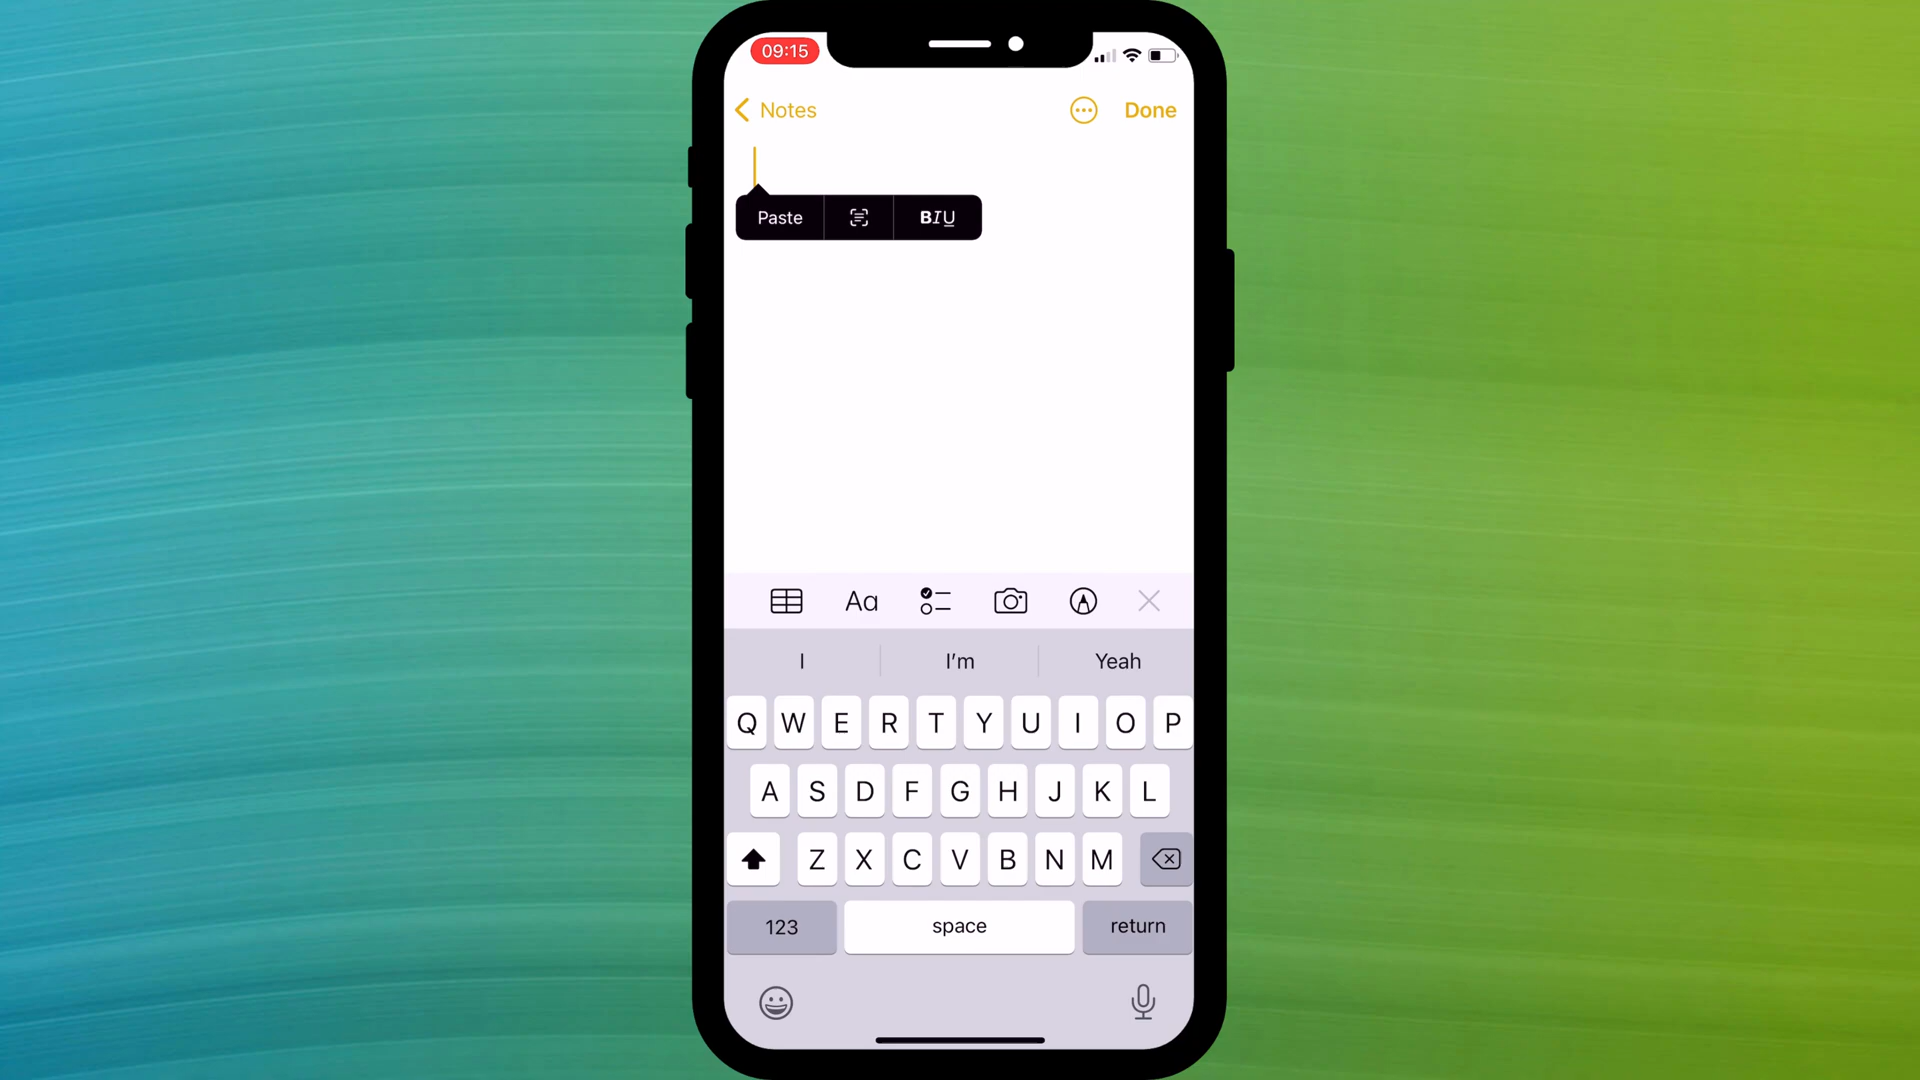 09:15
Notes
Done
Paste
BIU
Aa
I
I'm
Yeah
Q W E R T Y U I O P
A S D F G H J K L
Z X C V B N M
123
space
return